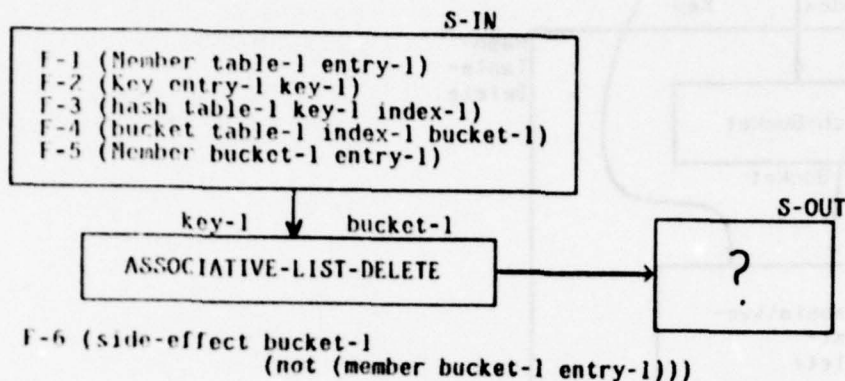 S-IN
F-1 (Member table-1 entry-1)
F-2 (Key entry-1 key-1)
F-3 (hash table-1 key-1 index-1)
F-4 (bucket table-1 index-1 bucket-1)
F-5 (Member bucket-1 entry-1)
key-1 bucket-1
S-OUT
ASSOCIATIVE-LIST-DELETE
?
F-6 (side-effect bucket-1
(not (member bucket-1 entry-1)))